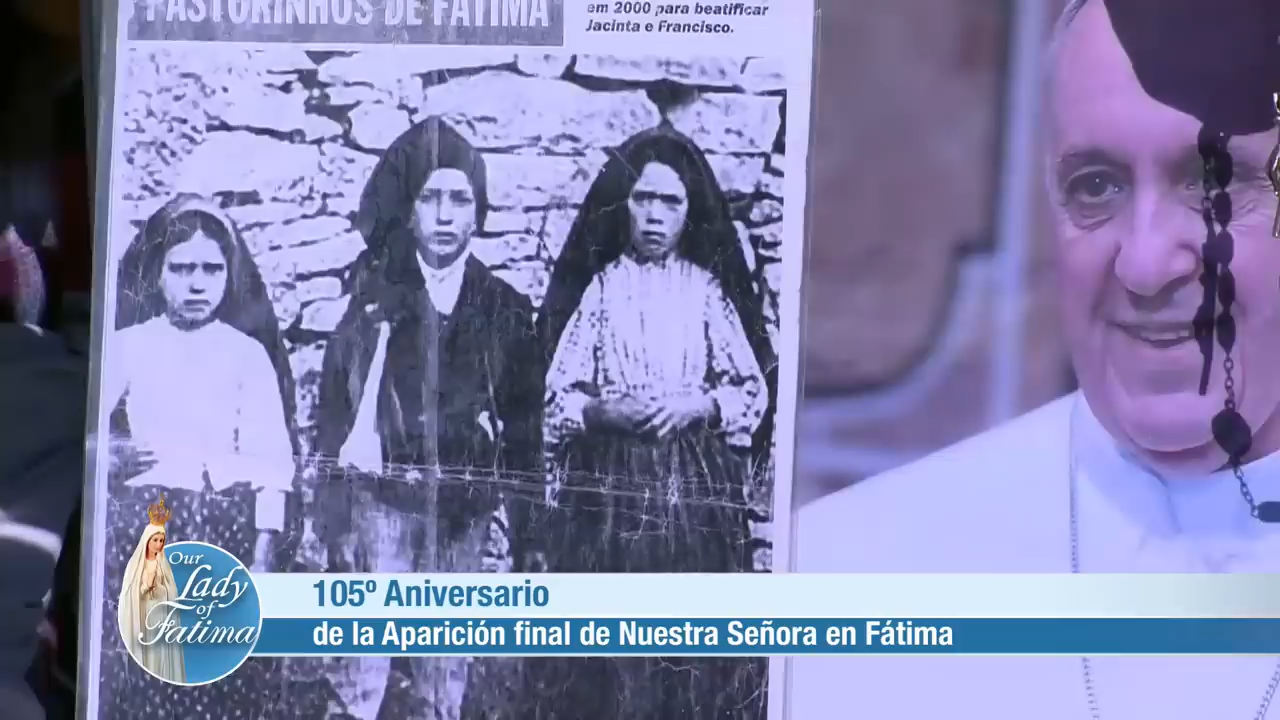 PASTORINHOS DE FÁTIMA
em 2000 para beatificar
Jacinta e Francisco.
Our
Lady
of
Fatima
105º Aniversario
de la Aparición final de Nuestra Señora en Fátima